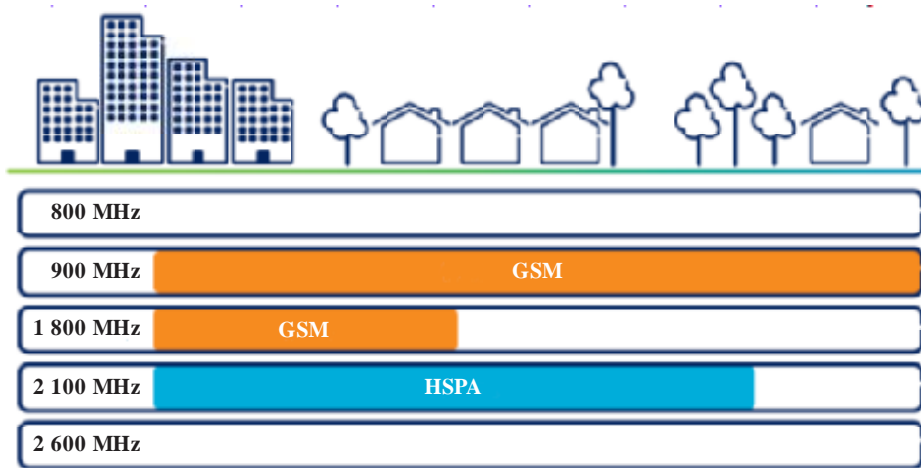 800 MHz
900 MHz GSM
1 800 MHz GSM
2 100 MHz HSPA
2 600 MHz